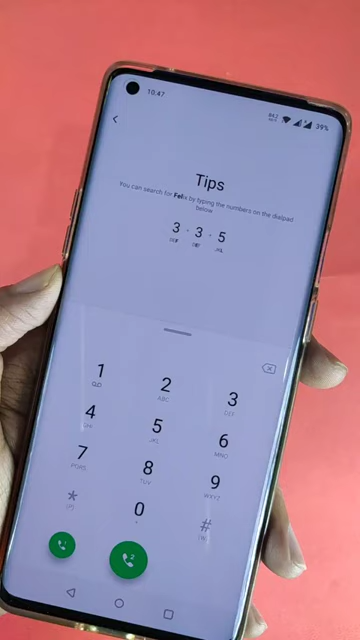 10:47
39%
Tips
You can search for Felix by typing the numbers on the dialpad
below
3 · 3 · 5
DEF DEF JKL
1 2 3
ABC DEF
4 5 6
GHI JKL MNO
7 8 9
PQRS TUV WXYZ
* 0 #
(P) + (W)
1 2